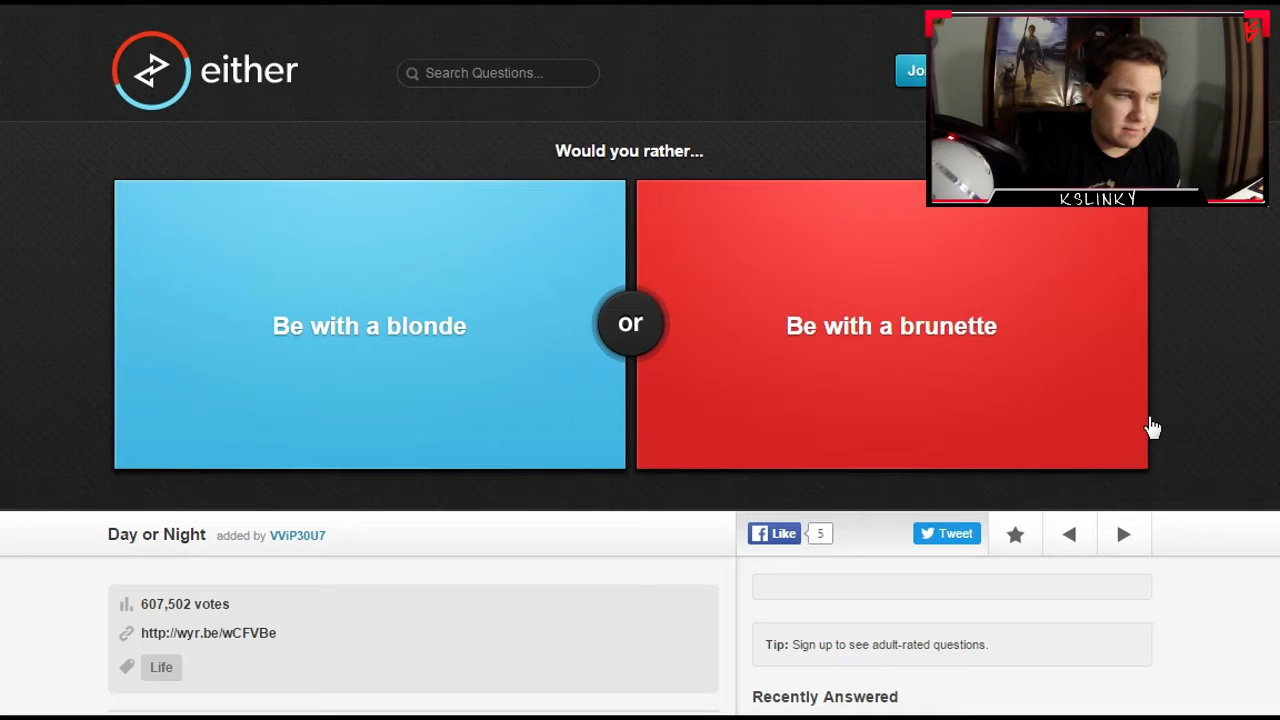 either
Search Questions...
Joi
KSLINKY
Would you rather...
Be with a blonde
or
Be with a brunette
Day or Night added by VViP30U7
Like 5
Tweet
607,502 votes
http://wyr.be/wCFVBe
Life
Tip: Sign up to see adult-rated questions.
Recently Answered